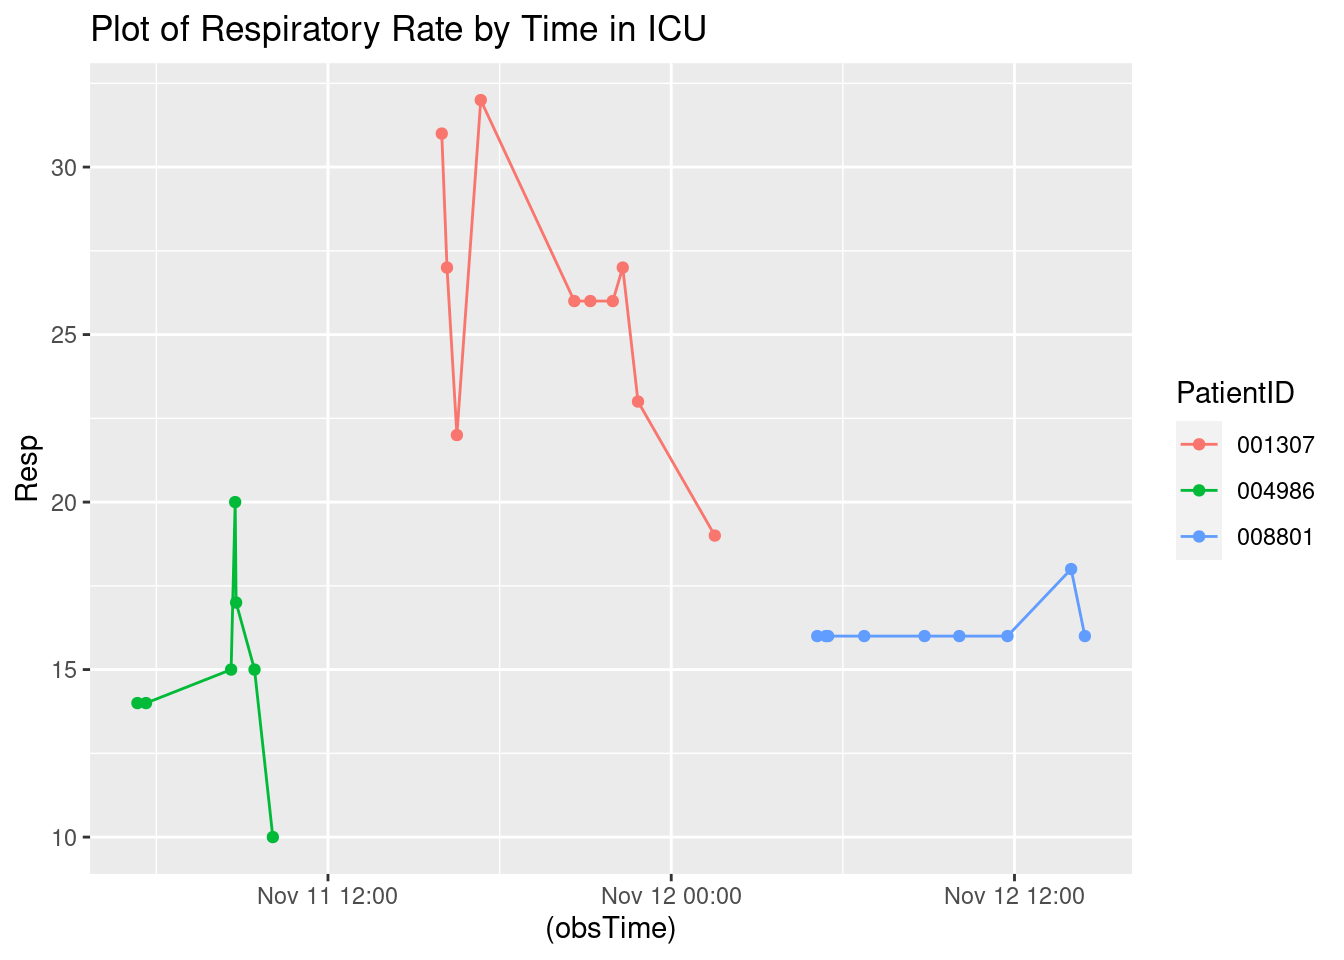 Plot of Respiratory Rate by Time in ICU
30
25
20
15
10
Resp
Nov 11 12:00
Nov 12 00:00
Nov 12 12:00
(obsTime)
PatientID
001307
004986
008801